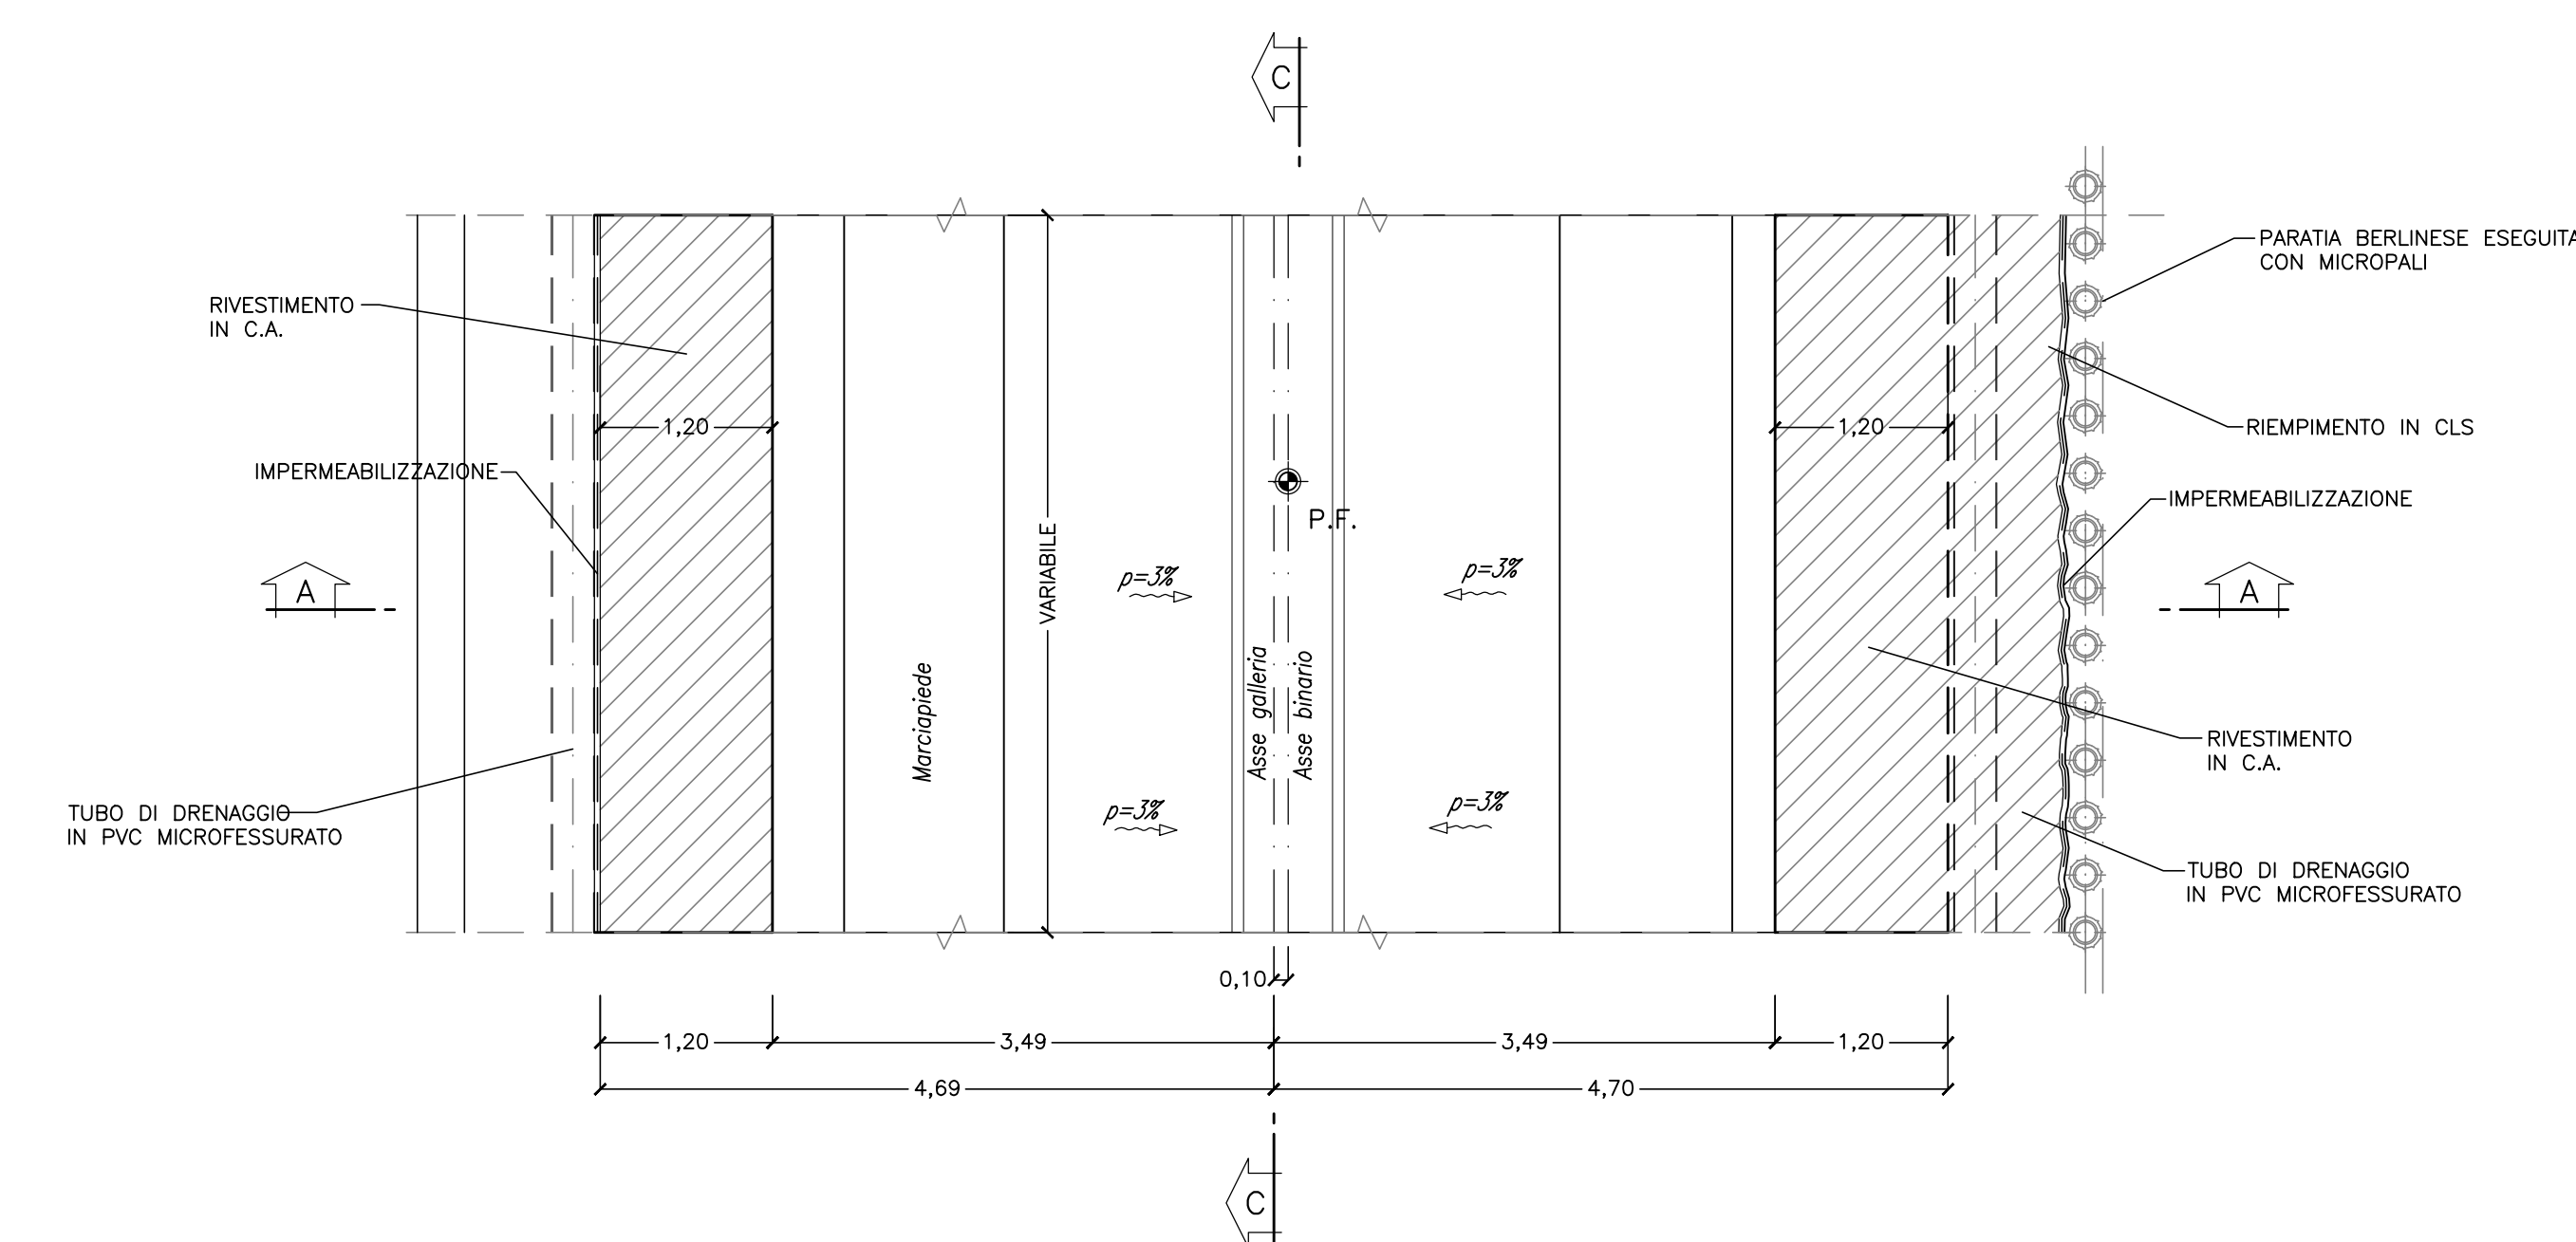 C
PARATIA BERLINESE ESEGUITA
CON MICROPALI
RIVESTIMENTO
IN C.A.
1,20
1,20
RIEMPIMENTO IN CLS
IMPERMEABILIZZAZIONE
IMPERMEABILIZZAZIONE
P.F.
VARIABILE
p=3%
p=3%
A
A
Marciapiede
Asse galleria
Asse binario
RIVESTIMENTO
IN C.A.
TUBO DI DRENAGGIO
IN PVC MICROFESSURATO
p=3%
p=3%
TUBO DI DRENAGGIO
IN PVC MICROFESSURATO
0,10
1,20
3,49
3,49
1,20
4,69
4,70
C